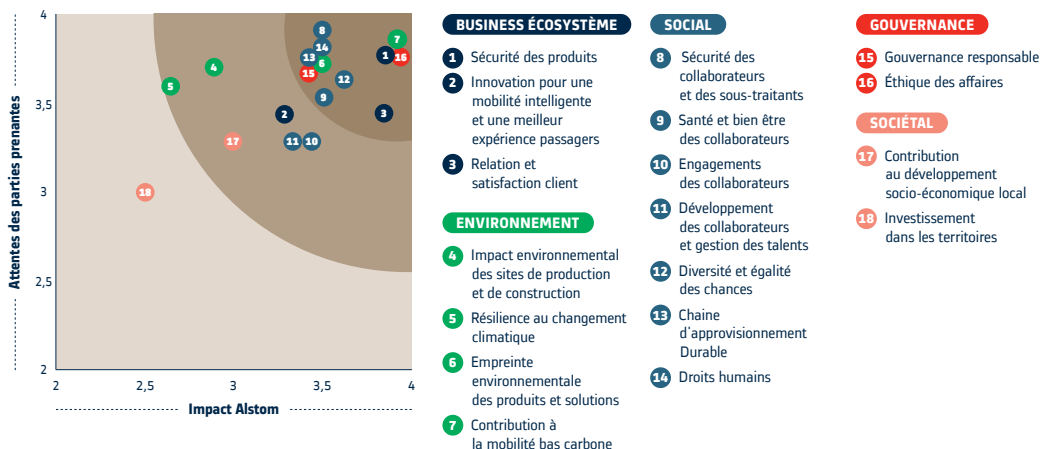 Attentes des parties prenantes
4
3,5
3
2,5
2
2
2,5
3
3,5
4
Impact Alstom
8
14
13
6
15
12
9
7
1
16
4
5
2
3
11
10
17
18
BUSINESS ÉCOSYSTÈME
1 Sécurité des produits
2 Innovation pour une
mobilité intelligente
et une meilleur
expérience passagers
3 Relation et
satisfaction client
ENVIRONNEMENT
4 Impact environnemental
des sites de production
et de construction
5 Résilience au changement
climatique
6 Empreinte
environnementale
des produits et solutions
7 Contribution à
la mobilité bas carbone
SOCIAL
8 Sécurité des
collaborateurs
et des sous-traitants
9 Santé et bien être
des collaborateurs
10 Engagements
des collaborateurs
11 Développement
des collaborateurs
et gestion des talents
12 Diversité et égalité
des chances
13 Chaine
d'approvisionnement
Durable
14 Droits humains
GOUVERNANCE
15 Gouvernance responsable
16 Éthique des affaires
SOCIÉTAL
17 Contribution
au développement
socio-économique local
18 Investissement
dans les territoires